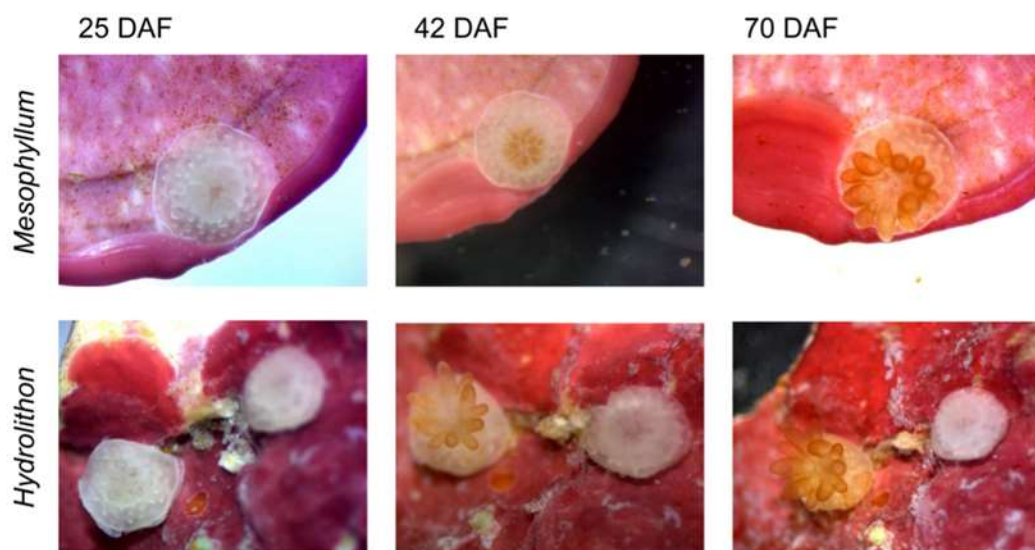 25 DAF
42 DAF
70 DAF
Mesophyllum
Hydrolithon